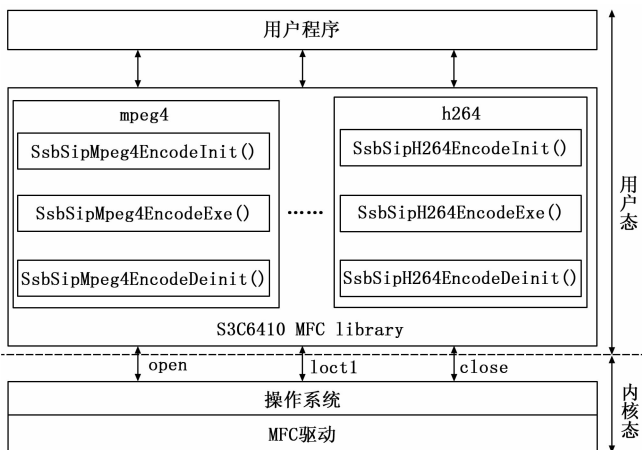 用户程序
mpeg4
h264
SsbSipMpeg4EncodeInit()
SsbSipH264EncodeInit()
SsbSipMpeg4EncodeExe()
……
SsbSipH264EncodeExe()
SsbSipMpeg4EncodeDeinit()
SsbSipH264EncodeDeinit()
S3C6410 MFC library
用户态
open
loct1
close
操作系统
MFC驱动
内核态